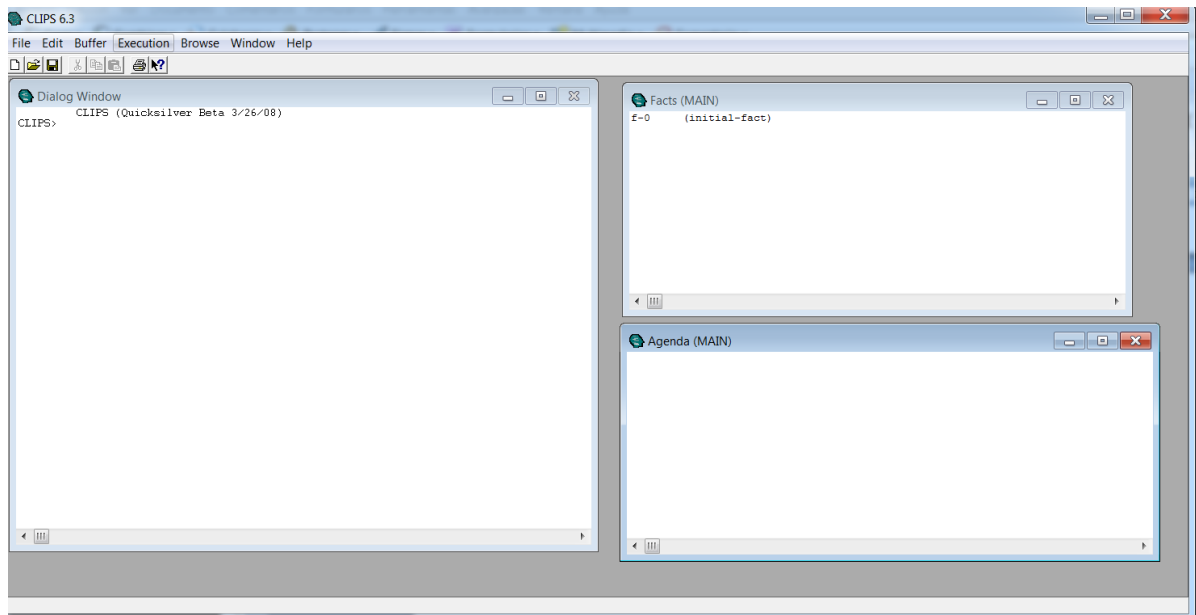 CLIPS 6.3
File Edit Buffer Execution Browse Window Help
Dialog Window
CLIPS (Quicksilver Beta 3/26/08)
CLIPS>
Facts (MAIN)
f-0 (initial-fact)
Agenda (MAIN)